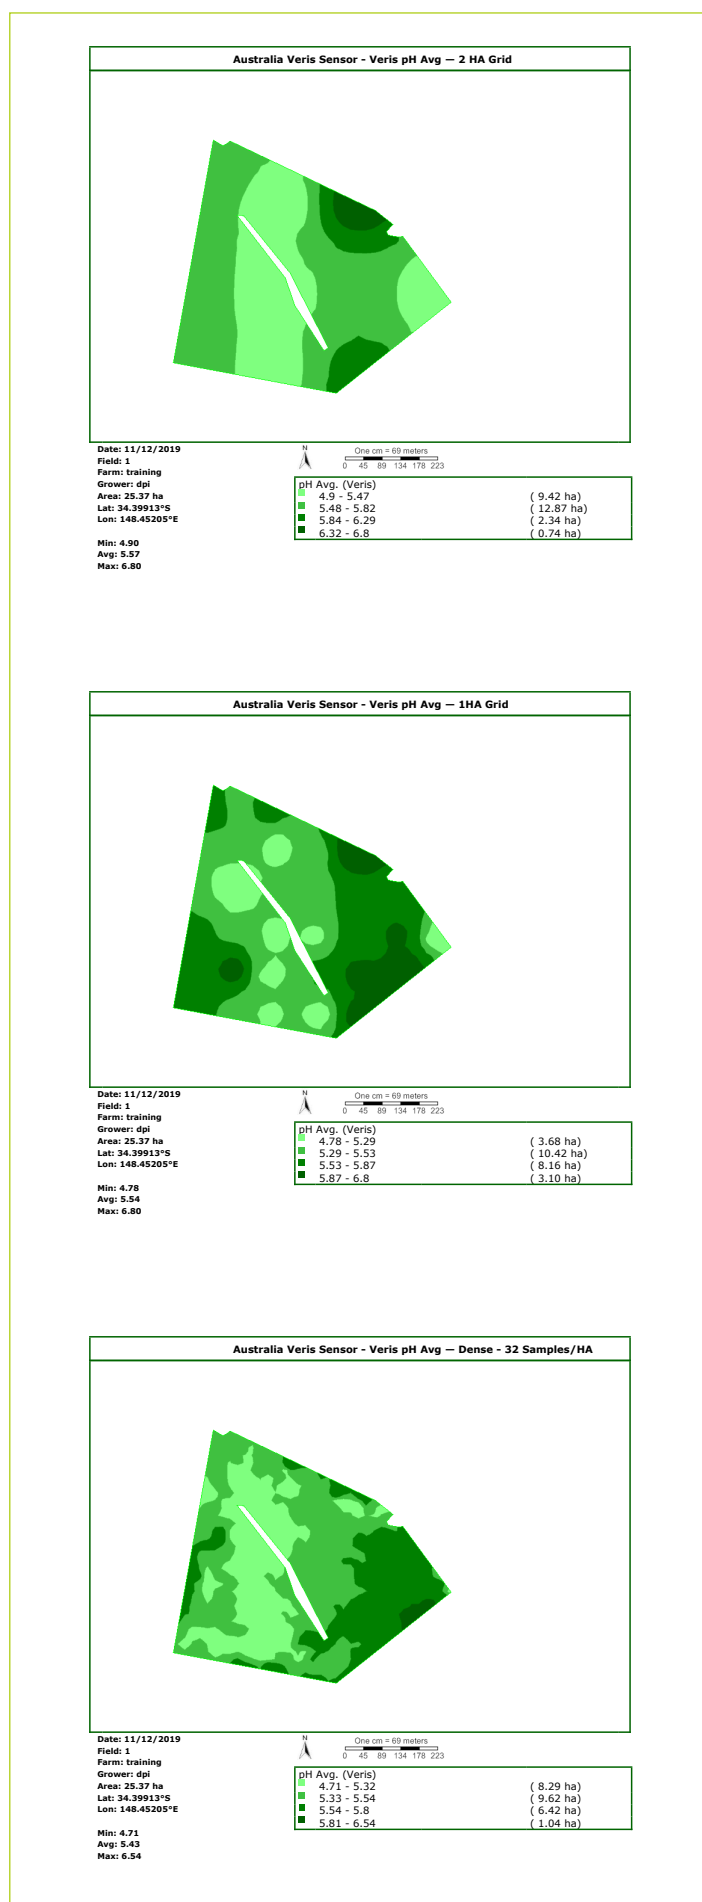 Australia Veris Sensor - Veris pH Avg — 2 HA Grid
Date: 11/12/2019
Field: 1
Farm: training
Grower: dpi
Area: 25.37 ha
Lat: 34.39913°S
Lon: 148.45205°E
Min: 4.90
Avg: 5.57
Max: 6.80
N
One cm = 69 meters
0 45 89 134 178 223
pH Avg. (Veris)
4.9 - 5.47 ( 9.42 ha)
5.48 - 5.82 ( 12.87 ha)
5.84 - 6.29 ( 2.34 ha)
6.32 - 6.8 ( 0.74 ha)
Australia Veris Sensor - Veris pH Avg — 1HA Grid
Date: 11/12/2019
Field: 1
Farm: training
Grower: dpi
Area: 25.37 ha
Lat: 34.39913°S
Lon: 148.45205°E
Min: 4.78
Avg: 5.54
Max: 6.80
N
One cm = 69 meters
0 45 89 134 178 223
pH Avg. (Veris)
4.78 - 5.29 ( 3.68 ha)
5.29 - 5.53 ( 10.42 ha)
5.53 - 5.87 ( 8.16 ha)
5.87 - 6.8 ( 3.10 ha)
Australia Veris Sensor - Veris pH Avg — Dense - 32 Samples/HA
Date: 11/12/2019
Field: 1
Farm: training
Grower: dpi
Area: 25.37 ha
Lat: 34.39913°S
Lon: 148.45205°E
Min: 4.71
Avg: 5.43
Max: 6.54
N
One cm = 69 meters
0 45 89 134 178 223
pH Avg. (Veris)
4.71 - 5.32 ( 8.29 ha)
5.33 - 5.54 ( 9.62 ha)
5.54 - 5.8 ( 6.42 ha)
5.81 - 6.54 ( 1.04 ha)